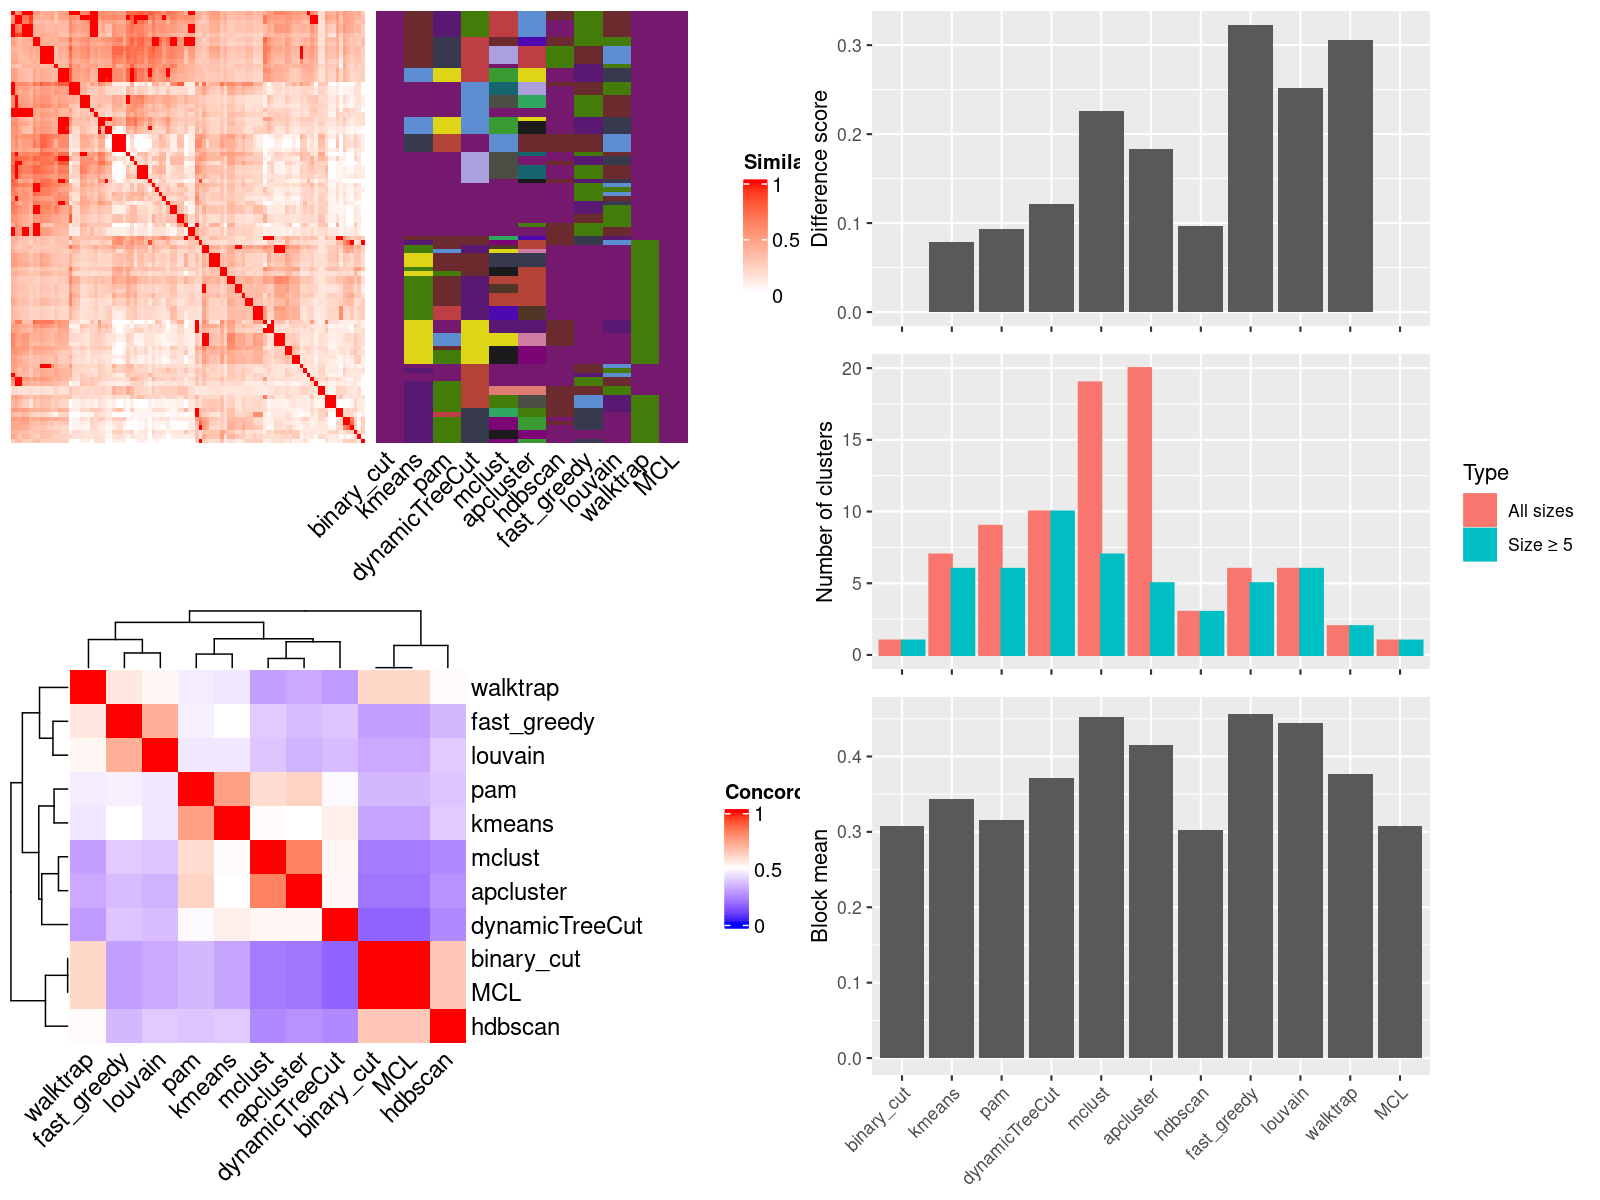 Simila
1
0.5
0
binary_cut
kmeans
pam
dynamicTreeCut
mclust
apcluster
hdbscan
fast_greedy
louvain
walktrap
MCL
walktrap
fast_greedy
louvain
pam
kmeans
mclust
apcluster
dynamicTreeCut
binary_cut
MCL
hdbscan
walktrap
fast_greedy
louvain
pam
kmeans
mclust
apcluster
dynamicTreeCut
binary_cut
MCL
hdbscan
Concord
1
0.5
0
Difference score
0.3
0.2
0.1
0.0
Number of clusters
20
15
10
5
0
Type
All sizes
Size ≥ 5
Block mean
0.4
0.3
0.2
0.1
0.0
binary_cut
kmeans
pam
dynamicTreeCut
mclust
apcluster
hdbscan
fast_greedy
louvain
walktrap
MCL